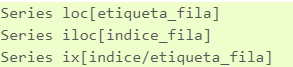 Series loc[etiqueta_fila]
Series iloc[indice_fila]
Series ix[indice/etiqueta_fila]